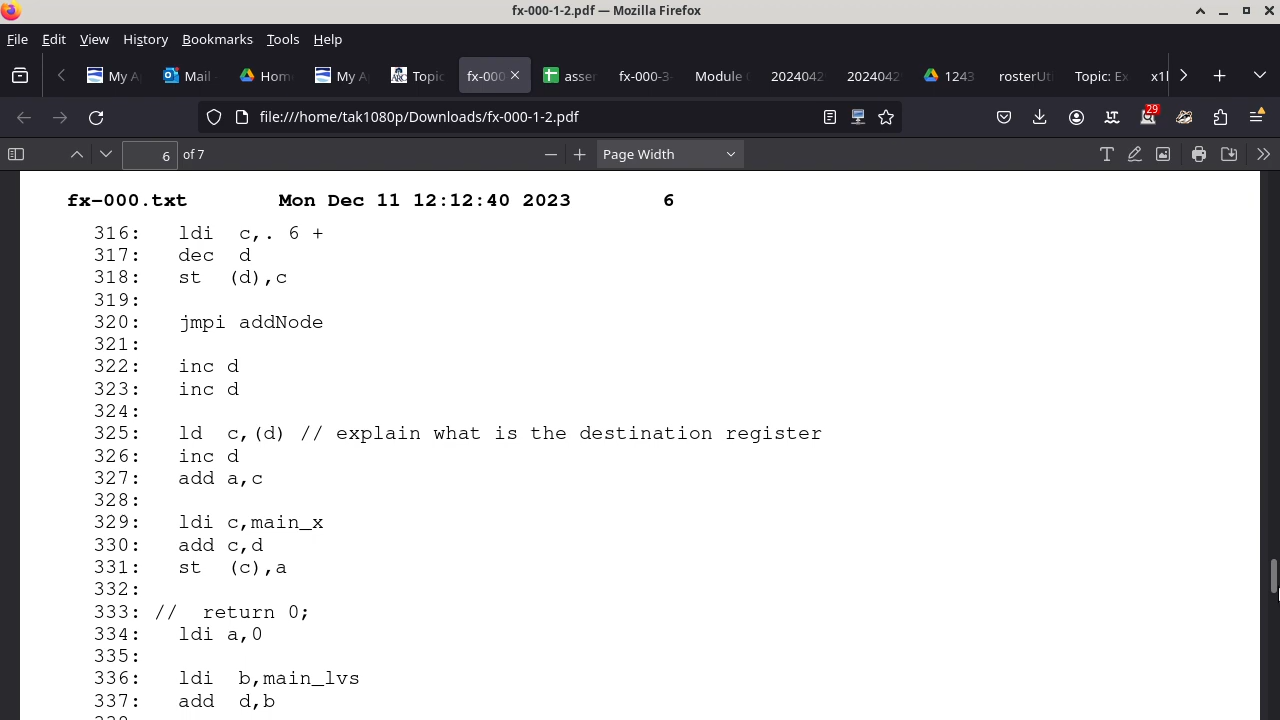 fx-000-1-2.pdf — Mozilla Firefox
File Edit View History Bookmarks Tools Help
My A Mail Hom My A Topic fx-000 asse fx-000-3 Module 2024042 2024042 1243 rosterUt Topic: Ex x1
file:///home/tak1080p/Downloads/fx-000-1-2.pdf 29
6 of 7 Page Width
fx-000.txt Mon Dec 11 12:12:40 2023 6
316: ldi c,. 6 +
317: dec d
318: st (d),c
319:
320: jmpi addNode
321:
322: inc d
323: inc d
324:
325: ld c,(d) // explain what is the destination register
326: inc d
327: add a,c
328:
329: ldi c,main_x
330: add c,d
331: st (c),a
332:
333: // return 0;
334: ldi a,0
335:
336: ldi b,main_lvs
337: add d,b